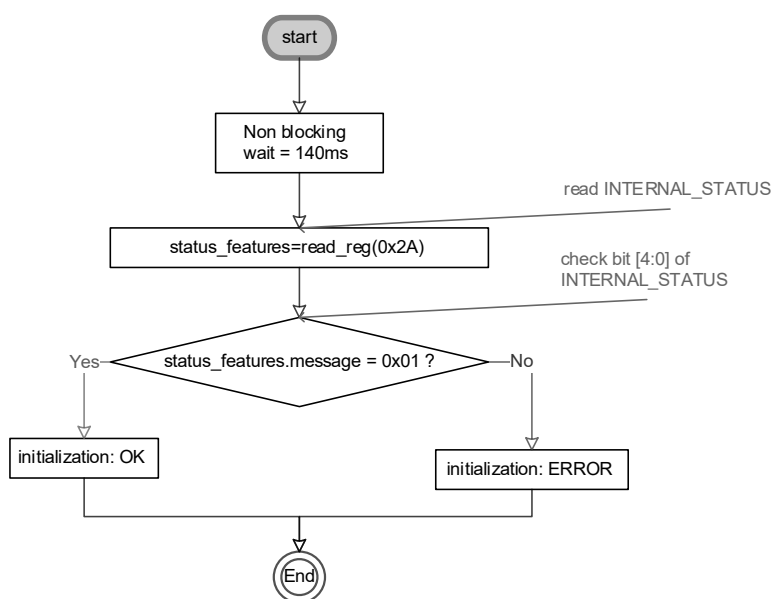 start
Non blocking
wait = 140ms
read INTERNAL_STATUS
status_features=read_reg(0x2A)
check bit [4:0] of
INTERNAL_STATUS
status_features.message = 0x01 ?
Yes
No
initialization: OK
initialization: ERROR
End